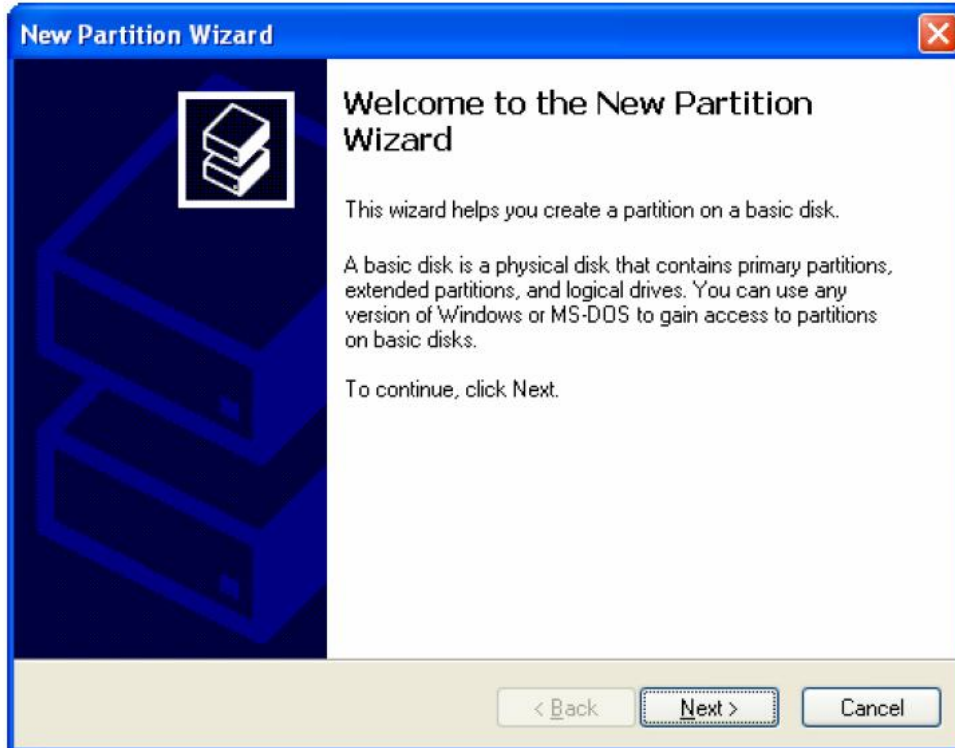 New Partition Wizard
Welcome to the New Partition
Wizard
This wizard helps you create a partition on a basic disk.
A basic disk is a physical disk that contains primary partitions,
extended partitions, and logical drives. You can use any
version of Windows or MS-DOS to gain access to partitions
on basic disks.
To continue, click Next.
< Back Next > Cancel